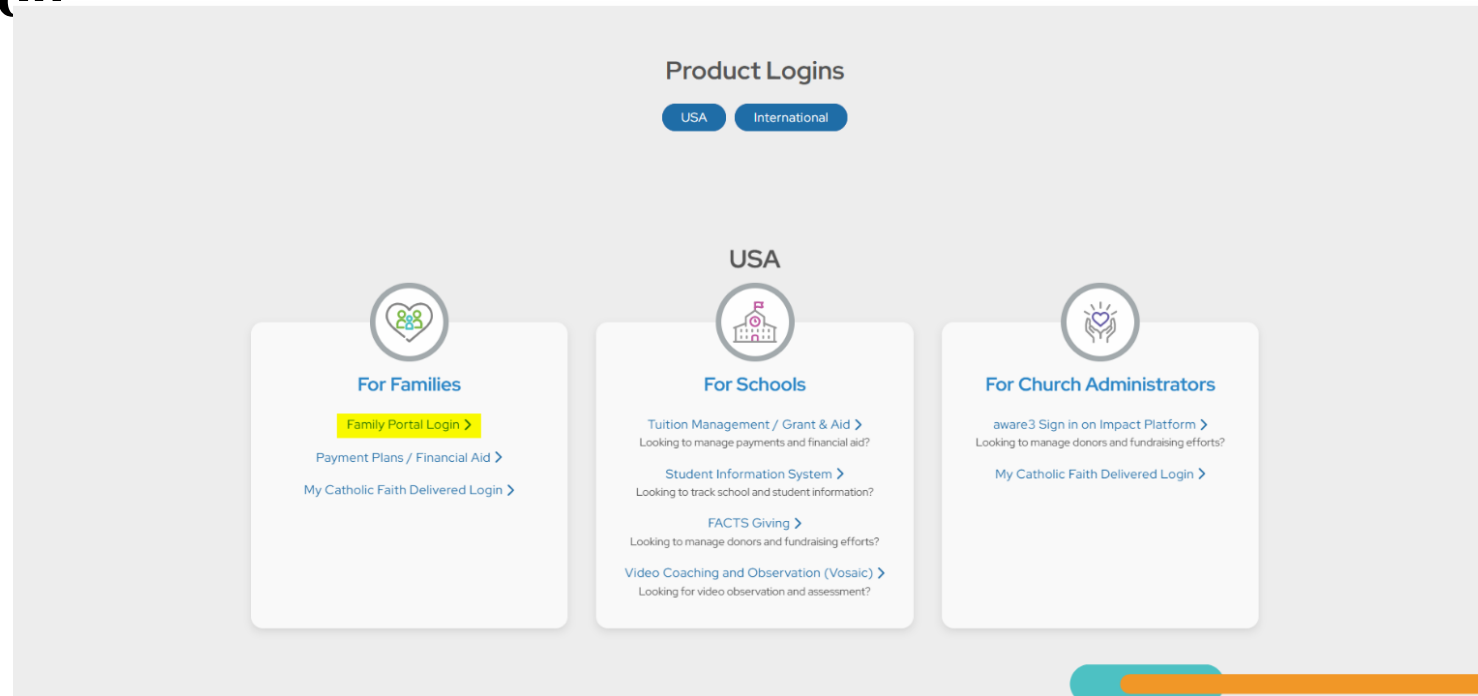 Product Logins
USA
International
USA
For Families
Family Portal Login >
Payment Plans / Financial Aid >
My Catholic Faith Delivered Login >
For Schools
Tuition Management / Grant & Aid >
Looking to manage payments and financial aid?
Student Information System >
Looking to track school and student information?
FACTS Giving >
Looking to manage donors and fundraising efforts?
Video Coaching and Observation (Vosaic) >
Looking for video observation and assessment?
For Church Administrators
aware3 Sign in on Impact Platform >
Looking to manage donors and fundraising efforts?
My Catholic Faith Delivered Login >